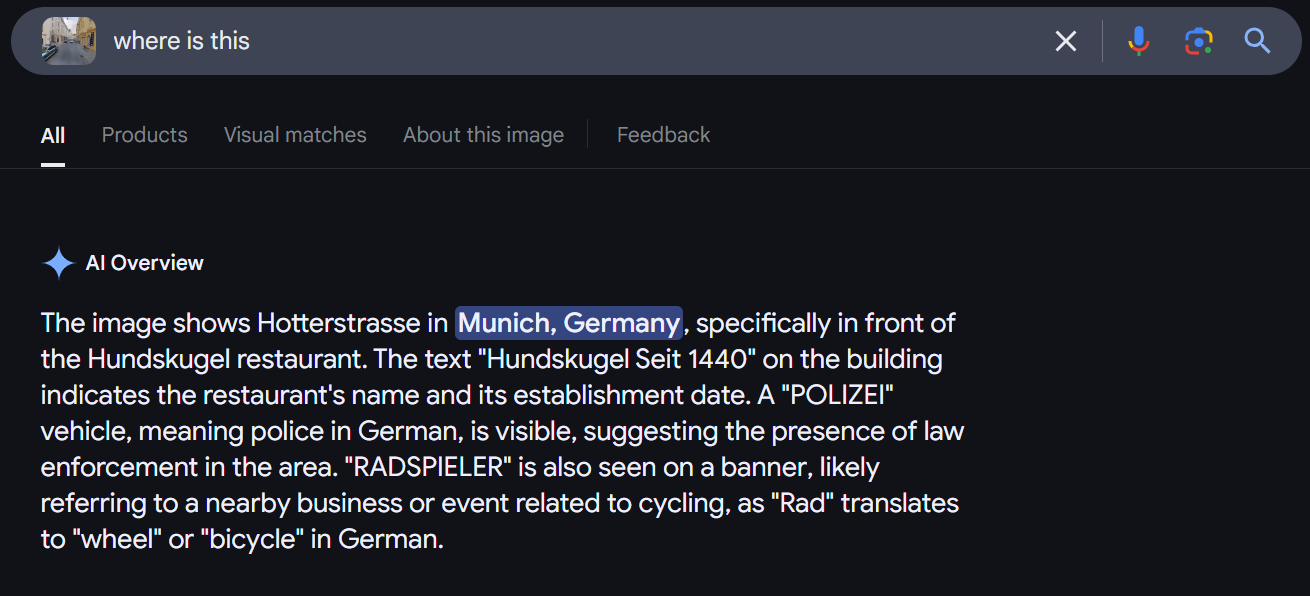 where is this
All Products Visual matches About this image Feedback
AI Overview
The image shows Hotterstrasse in Munich, Germany, specifically in front of
the Hundskugel restaurant. The text "Hundskugel Seit 1440" on the building
indicates the restaurant's name and its establishment date. A "POLIZEI"
vehicle, meaning police in German, is visible, suggesting the presence of law
enforcement in the area. "RADSPIELER" is also seen on a banner, likely
referring to a nearby business or event related to cycling, as "Rad" translates
to "wheel" or "bicycle" in German.